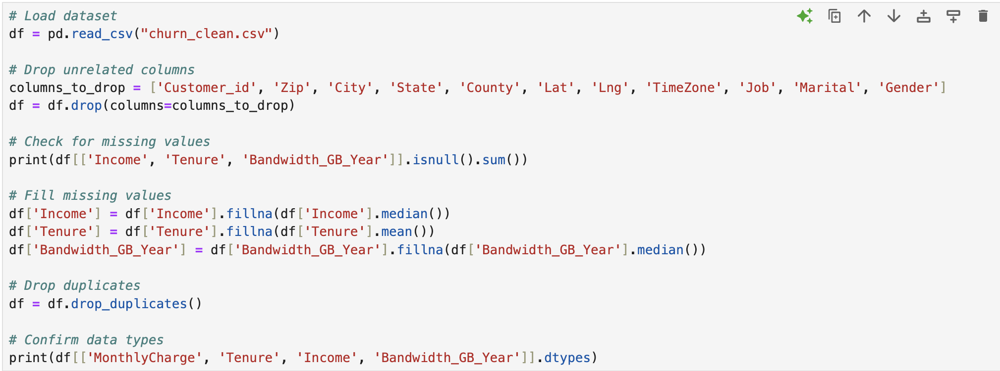 # Load dataset
df = pd.read_csv("churn_clean.csv")
# Drop unrelated columns
columns_to_drop = ['Customer_id', 'Zip', 'City', 'State', 'County', 'Lat', 'Lng', 'TimeZone', 'Job', 'Marital', 'Gender']
df = df.drop(columns=columns_to_drop)
# Check for missing values
print(df[['Income', 'Tenure', 'Bandwidth_GB_Year']].isnull().sum())
# Fill missing values
df['Income'] = df['Income'].fillna(df['Income'].median())
df['Tenure'] = df['Tenure'].fillna(df['Tenure'].mean())
df['Bandwidth_GB_Year'] = df['Bandwidth_GB_Year'].fillna(df['Bandwidth_GB_Year'].median())
# Drop duplicates
df = df.drop_duplicates()
# Confirm data types
print(df[['MonthlyCharge', 'Tenure', 'Income', 'Bandwidth_GB_Year']].dtypes)